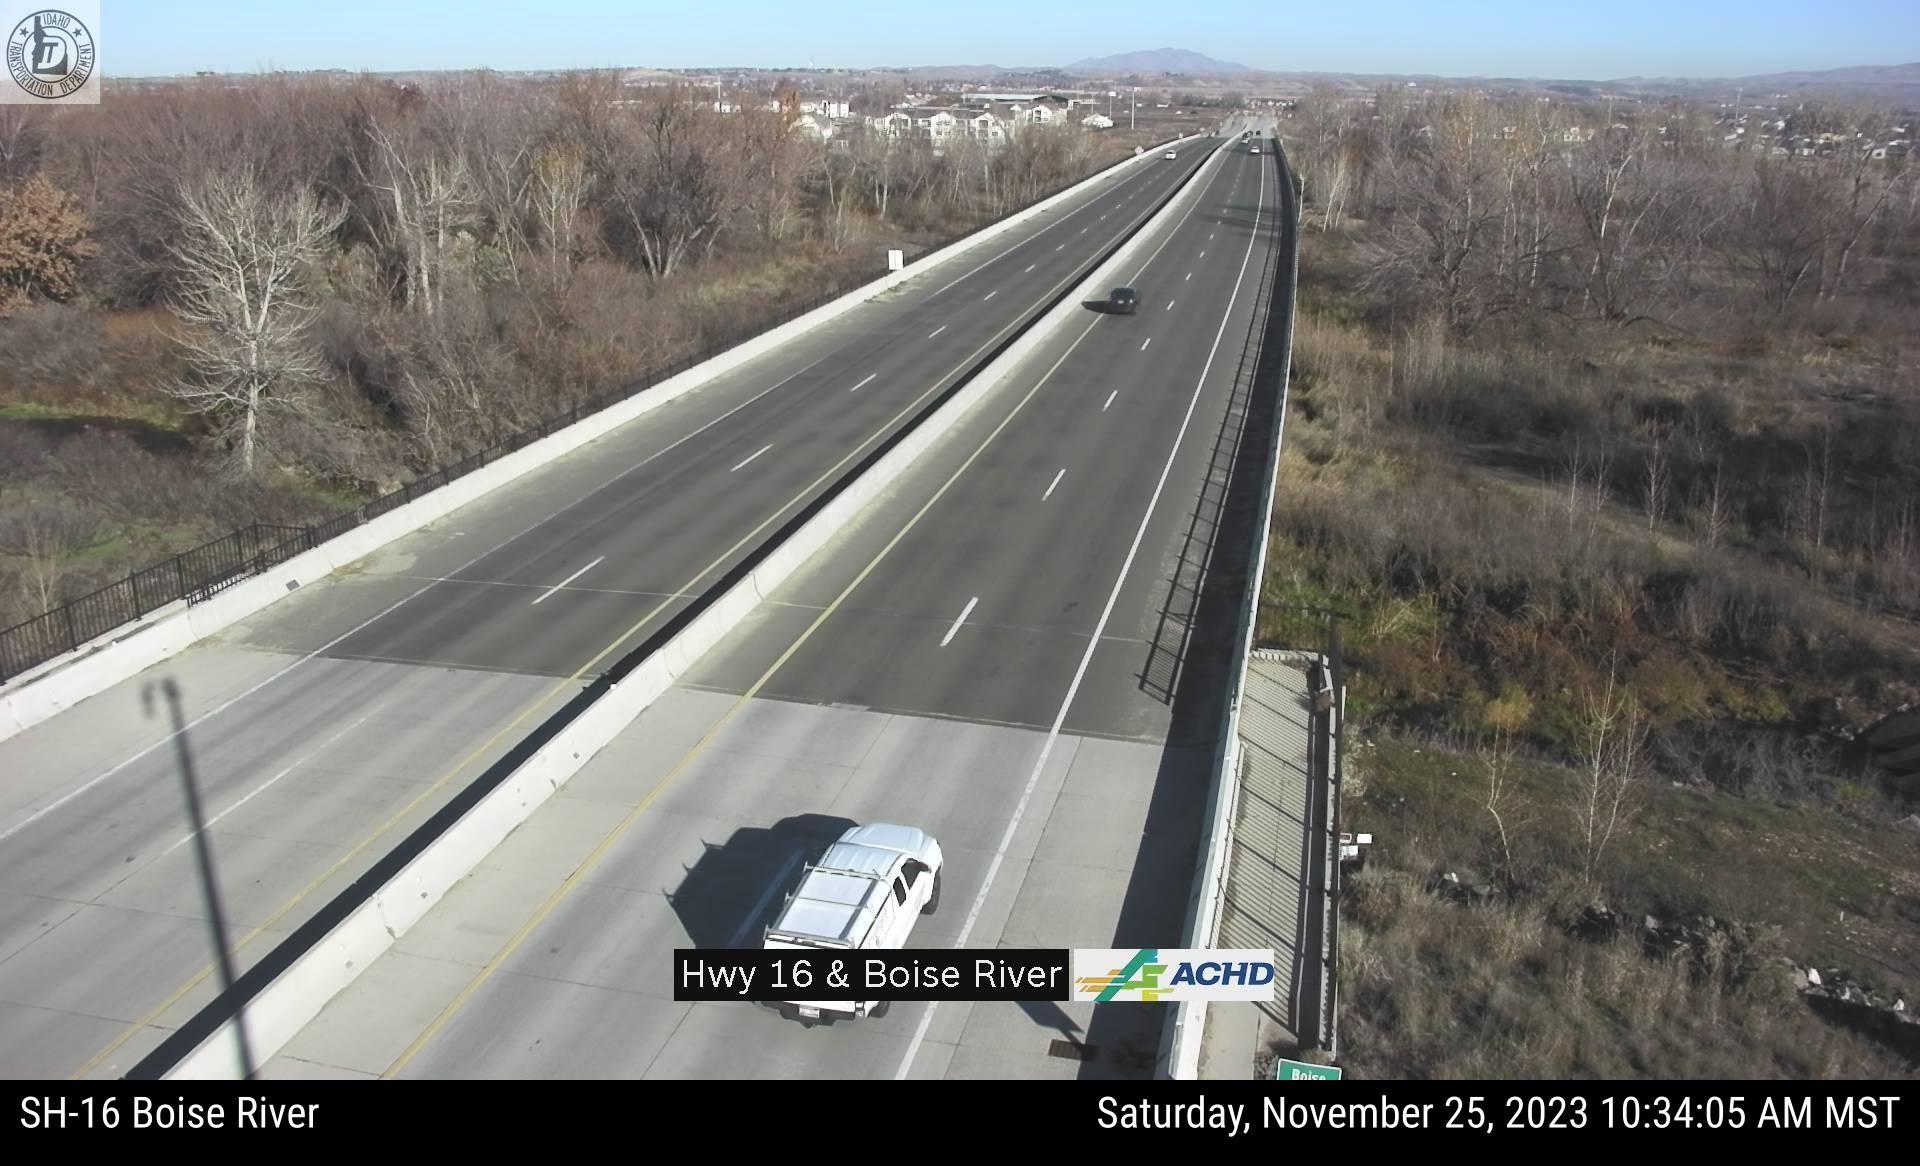 IDAHO
TRANSPORTATION DEPARTMENT
Hwy 16 & Boise River
ACHD
Boise
SH-16 Boise River
Saturday, November 25, 2023 10:34:05 AM MST